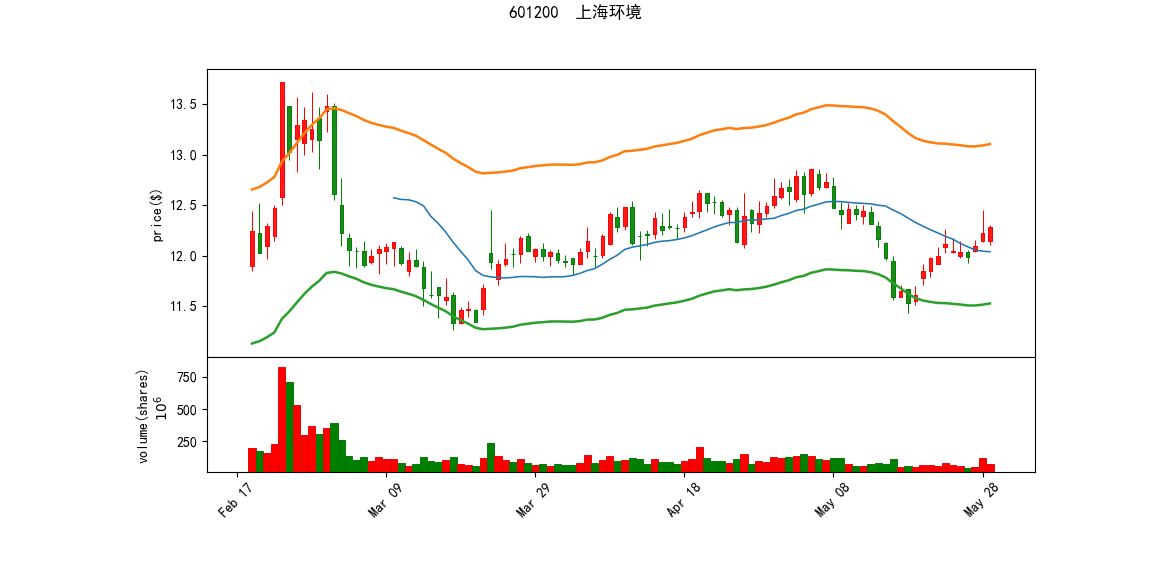 601200 上海环境
price($)
13.5
13.0
12.5
12.0
11.5
volume(shares)
10^6
750
500
250
Feb 17
Mar 09
Mar 29
Apr 18
May 08
May 28